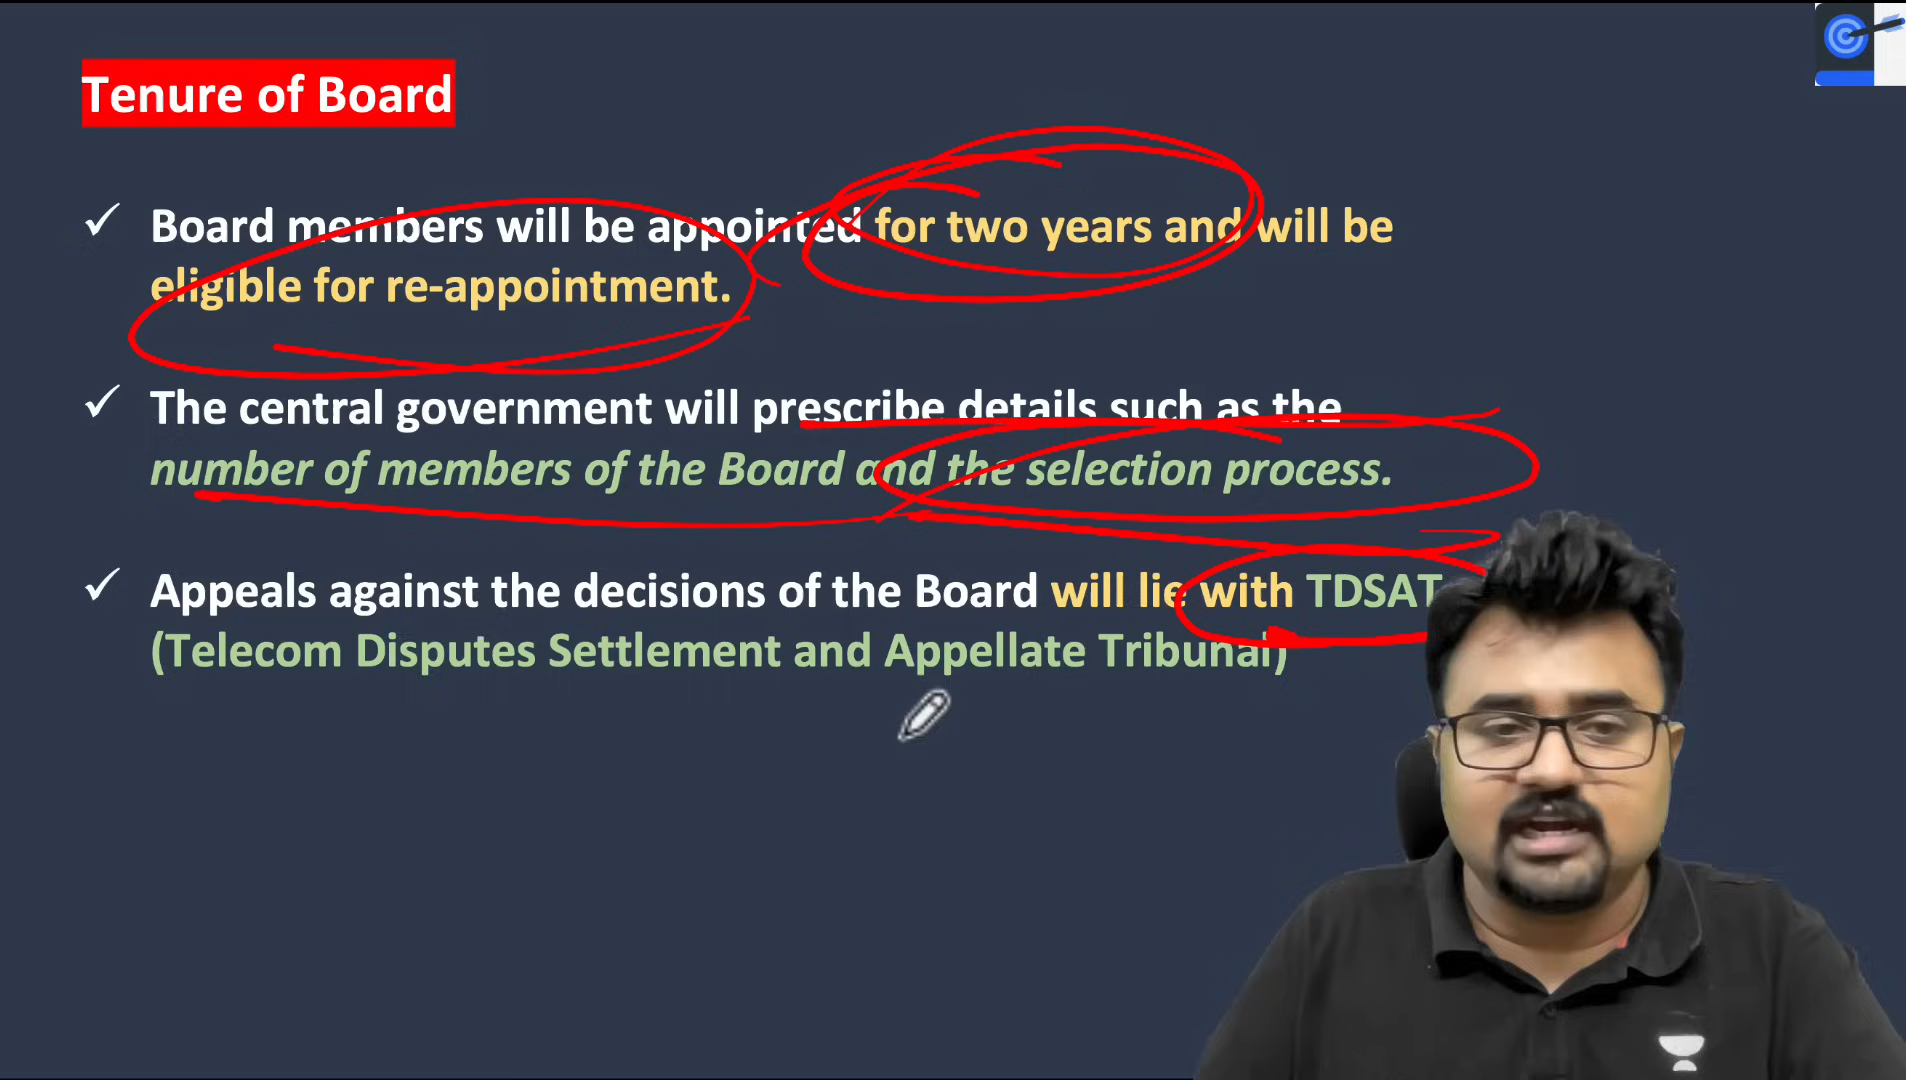 Tenure of Board
✓ Board members will be appointed for two years and will be
eligible for re-appointment.
✓ The central government will prescribe details such as the
number of members of the Board and the selection process.
✓ Appeals against the decisions of the Board will lie with TDSAT
(Telecom Disputes Settlement and Appellate Tribunal)